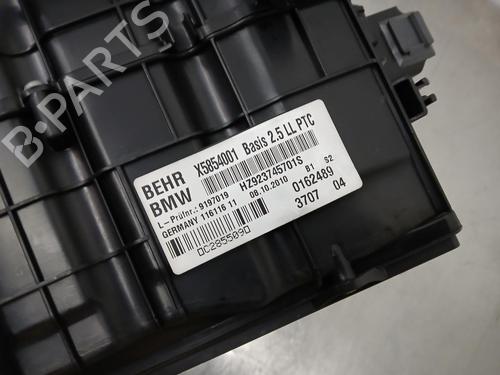 BEHR X5854001 Basis 2.5 LL PTC
BMW HZ923745701S
L-Prüfnr.: 9197019 08.10.2010 B1 S2
GERMANY 116116 11 0162489
DC2855090 3707 04
B-PARTS